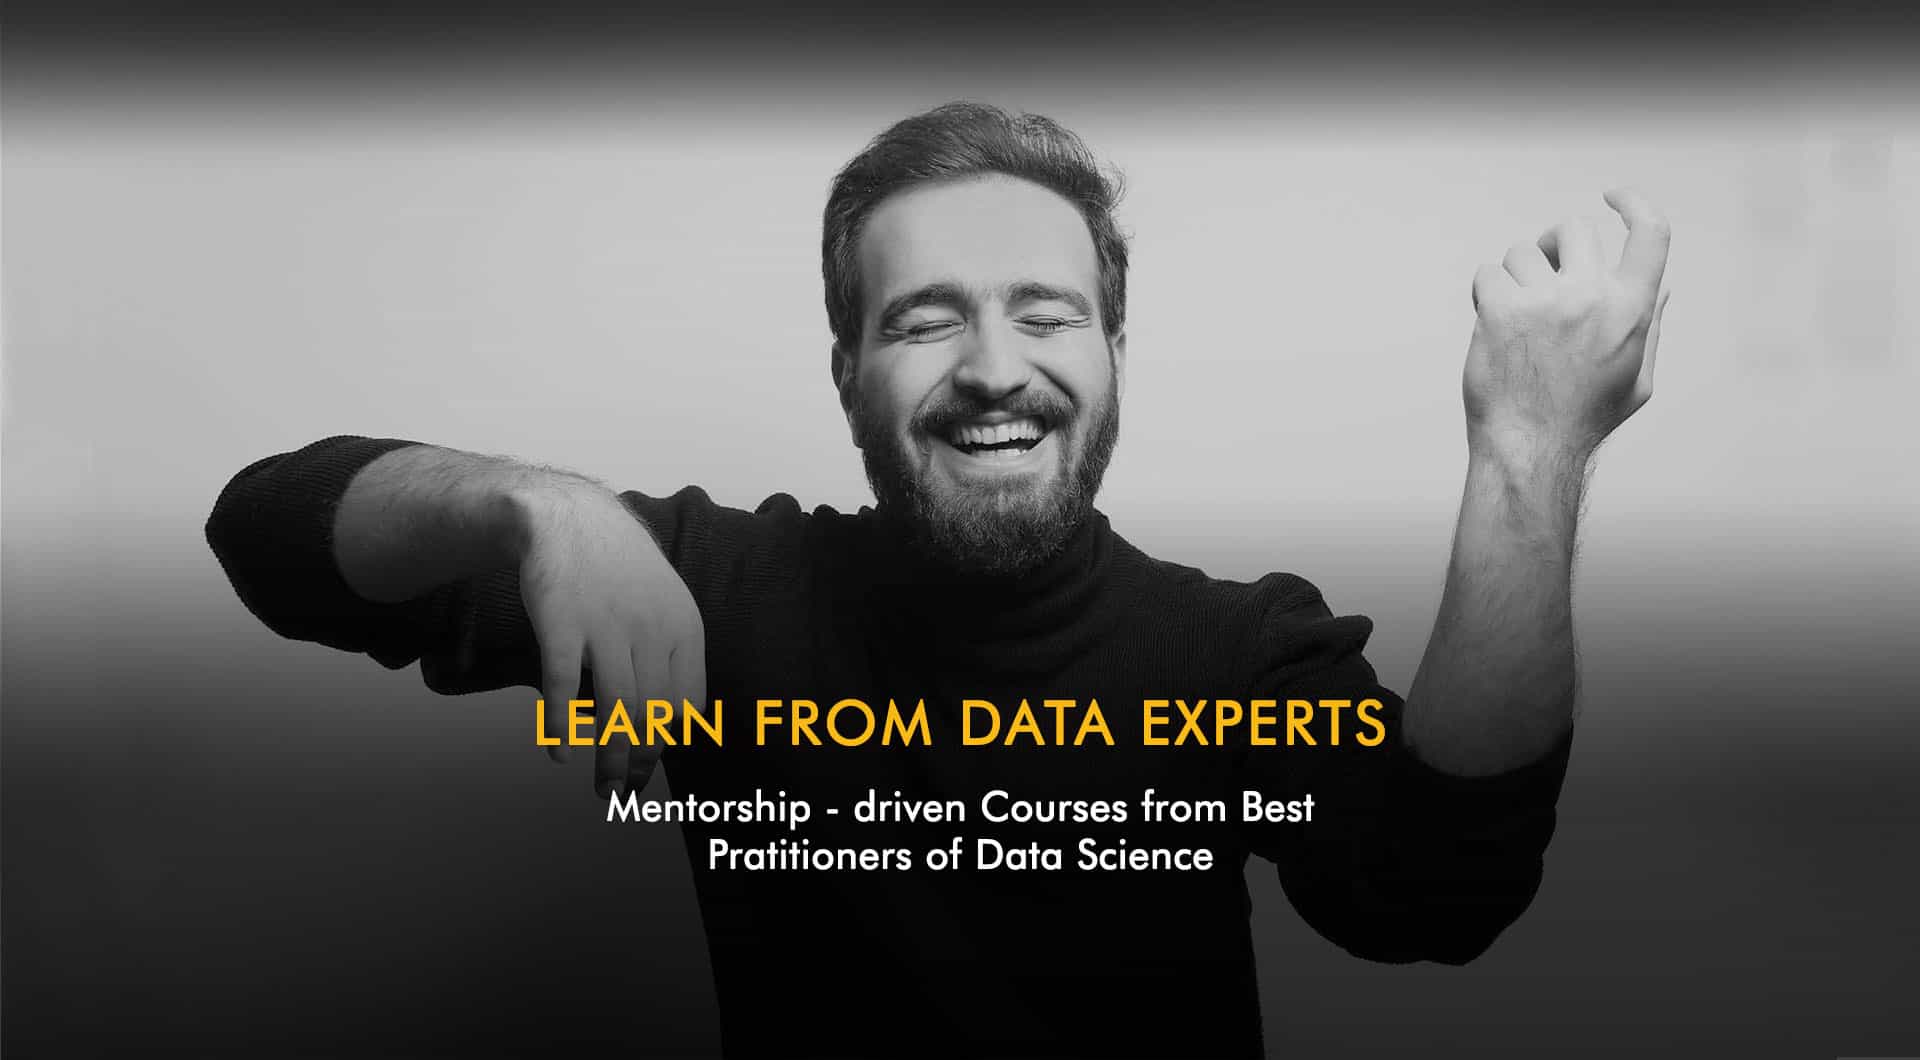 LEARN FROM DATA EXPERTS
Mentorship - driven Courses from Best
Pratitioners of Data Science